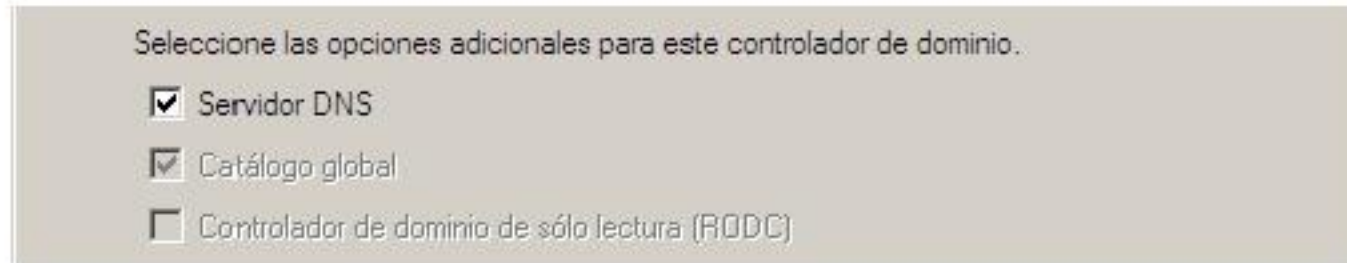 Seleccione las opciones adicionales para este controlador de dominio.
Servidor DNS
Catálogo global
Controlador de dominio de sólo lectura (RODC)